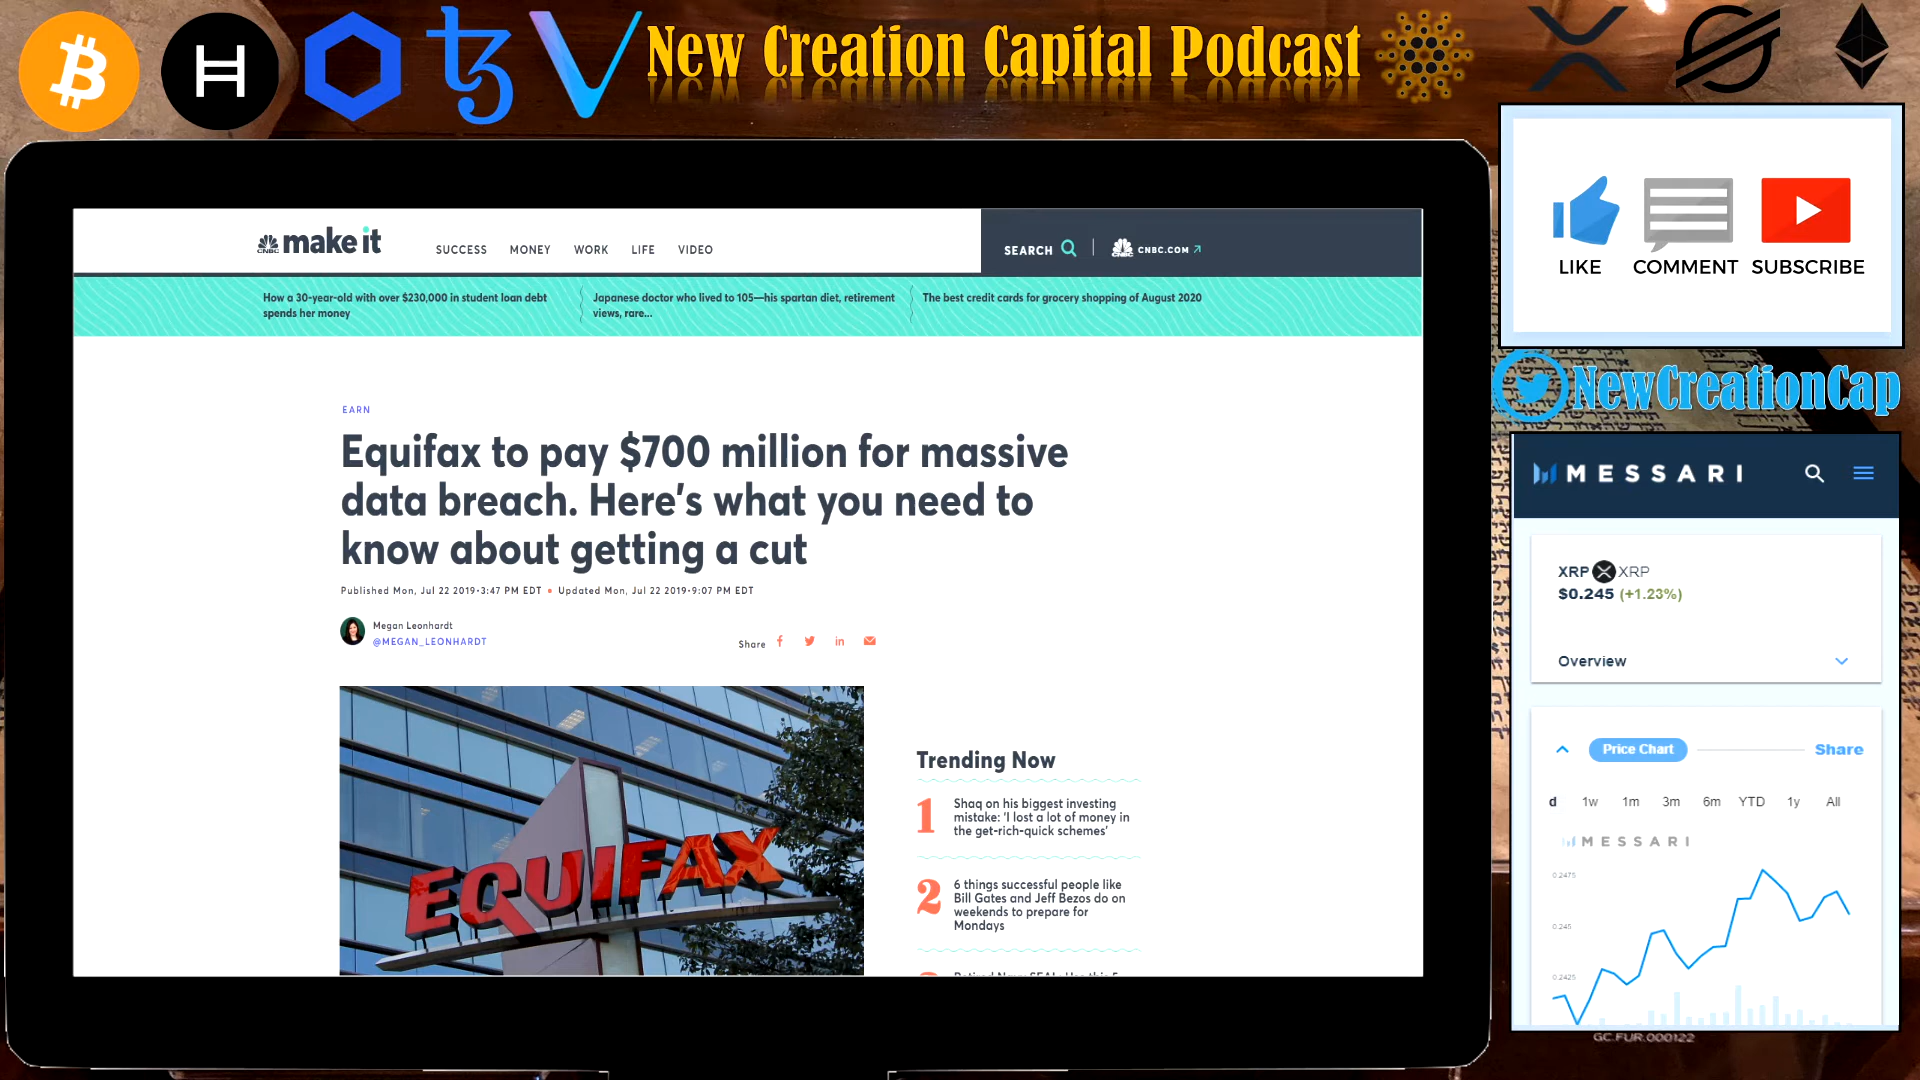 New Creation Capital Podcast
CNBC make it
SUCCESS MONEY WORK LIFE VIDEO
SEARCH
CNBC CNBC.COM
How a 30-year-old with over $230,000 in student loan debt
spends her money
Japanese doctor who lived to 105—his spartan diet, retirement
views, rare...
The best credit cards for grocery shopping of August 2020
EARN
Equifax to pay $700 million for massive
data breach. Here's what you need to
know about getting a cut
Published Mon, Jul 22 2019•3:47 PM EDT • Updated Mon, Jul 22 2019•9:07 PM EDT
Megan Leonhardt
@MEGAN_LEONHARDT
Share
EQUIFAX
Trending Now
1 Shaq on his biggest investing
mistake: 'I lost a lot of money in
the get-rich-quick schemes'
2 6 things successful people like
Bill Gates and Jeff Bezos do on
weekends to prepare for
Mondays
LIKE COMMENT SUBSCRIBE
NewCreationCap
MESSARI
XRP XRP
$0.245 (+1.23%)
Overview
Price Chart Share
d 1w 1m 3m 6m YTD 1y All
MESSARI
0.2475
0.245
0.2425
GC.FUR.000122